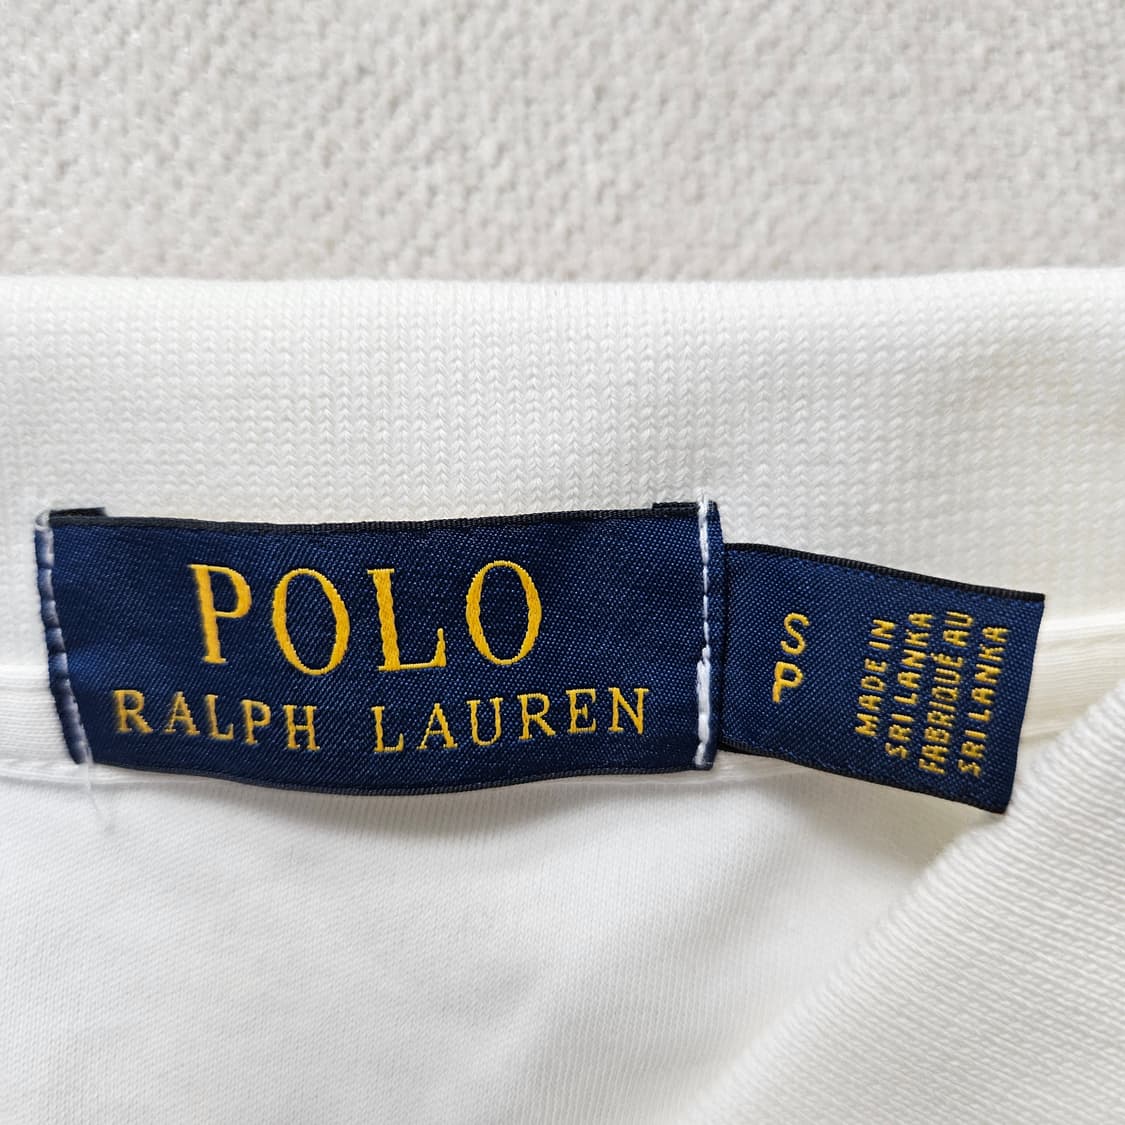 POLO
RALPH LAUREN
S
P
MADE IN
SRI LANKA
FABRIQUÉ AU
SRI LANKA